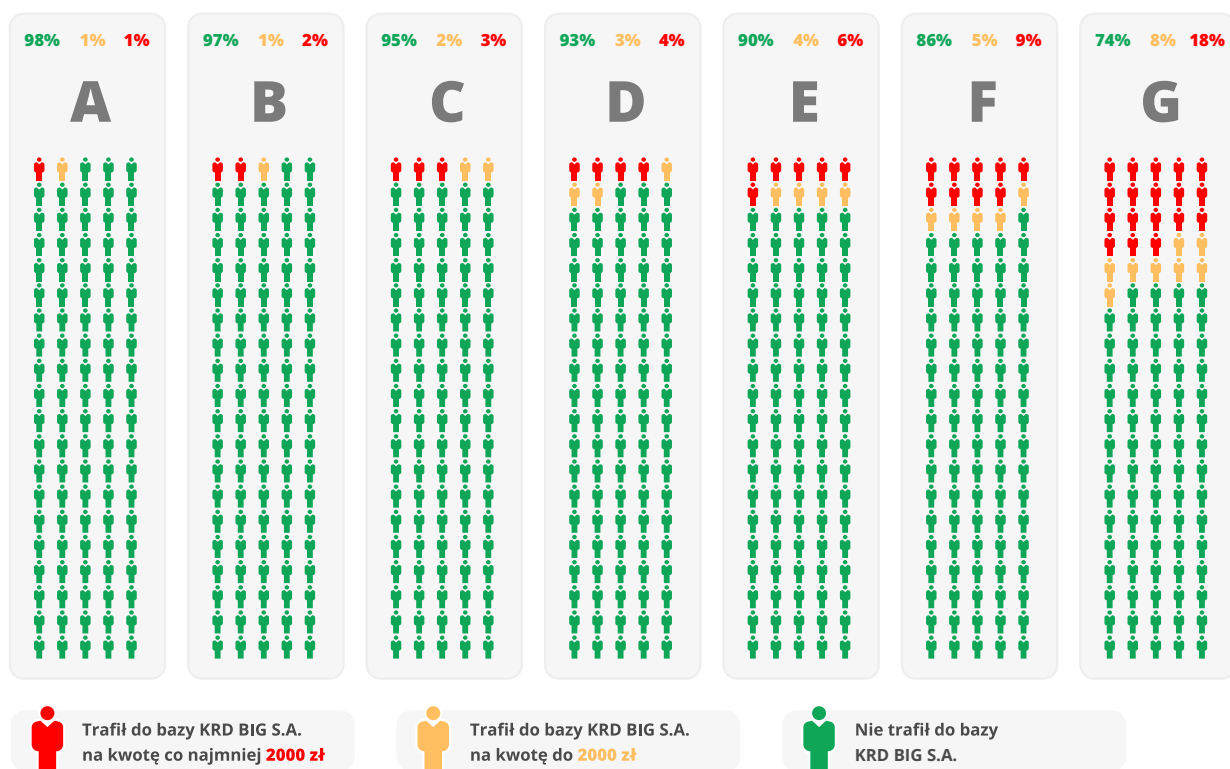 98% 1% 1% 97% 1% 2% 95% 2% 3% 93% 3% 4% 90% 4% 6% 86% 5% 9% 74% 8% 18%
A B C D E F G
Trafił do bazy KRD BIG S.A.
na kwotę co najmniej 2000 zł
Trafił do bazy KRD BIG S.A.
na kwotę do 2000 zł
Nie trafił do bazy
KRD BIG S.A.